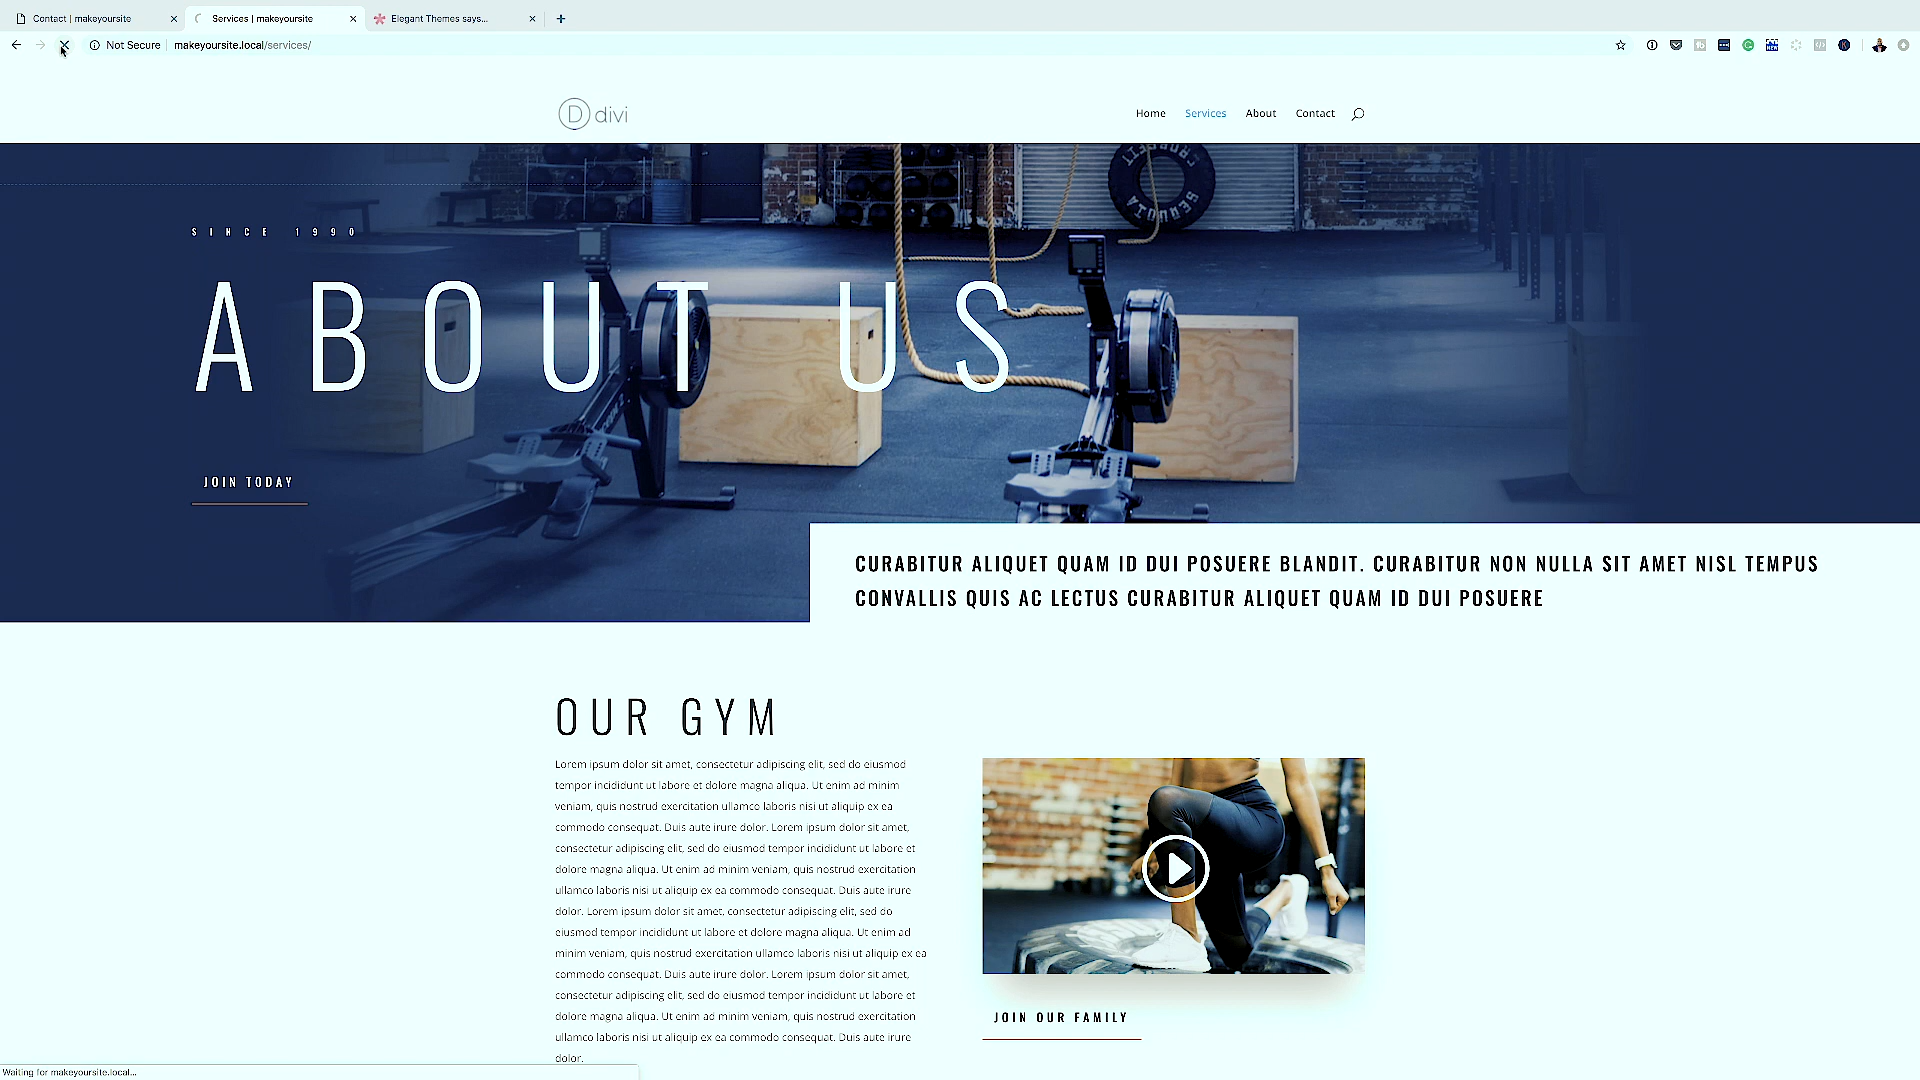 Contact | makeyoursite
Services | makeyoursite
Elegant Themes says...
Not Secure
makeyoursite.local/services/
D divi
Home
Services
About
Contact
SINCE 1990
ABOUT US
JOIN TODAY
CURABITUR ALIQUET QUAM ID DUI POSUERE BLANDIT. CURABITUR NON NULLA SIT AMET NISL TEMPUS
CONVALLIS QUIS AC LECTUS CURABITUR ALIQUET QUAM ID DUI POSUERE
OUR GYM
Lorem ipsum dolor sit amet, consectetur adipiscing elit, sed do eiusmod
tempor incididunt ut labore et dolore magna aliqua. Ut enim ad minim
veniam, quis nostrud exercitation ullamco laboris nisi ut aliquip ex ea
commodo consequat. Duis aute irure dolor. Lorem ipsum dolor sit amet,
consectetur adipiscing elit, sed do eiusmod tempor incididunt ut labore et
dolore magna aliqua. Ut enim ad minim veniam, quis nostrud exercitation
ullamco laboris nisi ut aliquip ex ea commodo consequat. Duis aute irure
dolor. Lorem ipsum dolor sit amet, consectetur adipiscing elit, sed do
eiusmod tempor incididunt ut labore et dolore magna aliqua. Ut enim ad
minim veniam, quis nostrud exercitation ullamco laboris nisi ut aliquip ex ea
commodo consequat. Duis aute irure dolor. Lorem ipsum dolor sit amet,
consectetur adipiscing elit, sed do eiusmod tempor incididunt ut labore et
dolore magna aliqua. Ut enim ad minim veniam, quis nostrud exercitation
ullamco laboris nisi ut aliquip ex ea commodo consequat. Duis aute irure
dolor.
JOIN OUR FAMILY
Waiting for makeyoursite.local...